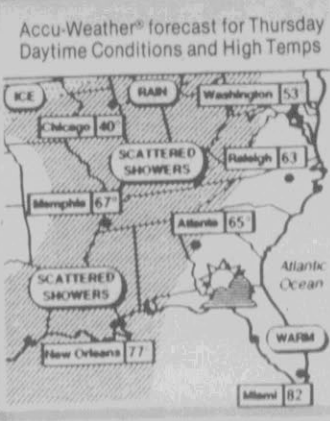 Accu-Weather® forecast for Thursday
Daytime Conditions and High Temps
ICE
RAIN
Washington 53
Chicago 40°
SCATTERED
SHOWERS
Raleigh 63
Memphis 67°
Atlanta 65°
SCATTERED
SHOWERS
Atlantic
Ocean
WARM
New Orleans 77
Miami 82